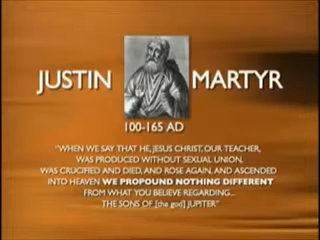 JUSTIN MARTYR
100-165 AD
"WHEN WE SAY THAT HE, JESUS CHRIST, OUR TEACHER,
WAS PRODUCED WITHOUT SEXUAL UNION,
WAS CRUCIFIED AND DIED, AND ROSE AGAIN, AND ASCENDED
INTO HEAVEN WE PROPOUND NOTHING DIFFERENT
FROM WHAT YOU BELIEVE REGARDING...
THE SONS OF [the god] JUPITER"